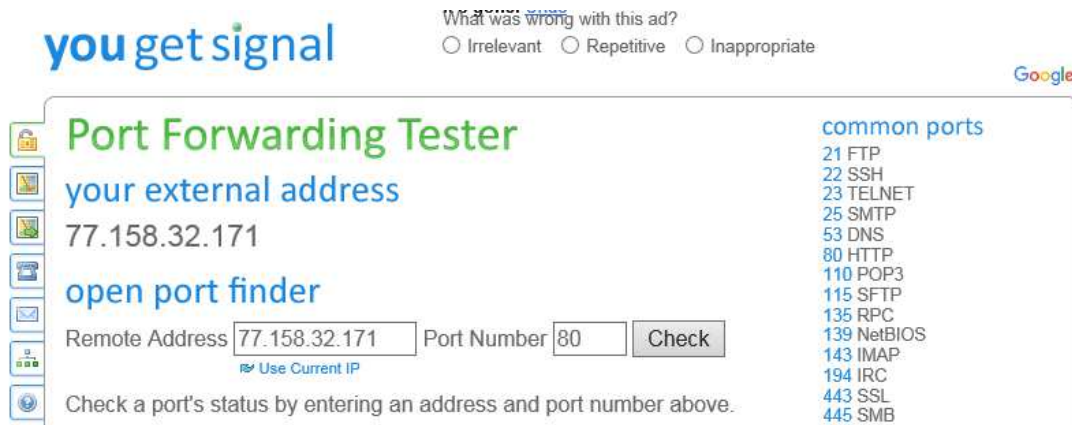 What was wrong with this ad?
Irrelevant Repetitive Inappropriate
you get signal
Google
Port Forwarding Tester
your external address
77.158.32.171
open port finder
Remote Address 77.158.32.171 Port Number 80 Check
Use Current IP
Check a port's status by entering an address and port number above.
common ports
21 FTP
22 SSH
23 TELNET
25 SMTP
53 DNS
80 HTTP
110 POP3
115 SFTP
135 RPC
139 NetBIOS
143 IMAP
194 IRC
443 SSL
445 SMB